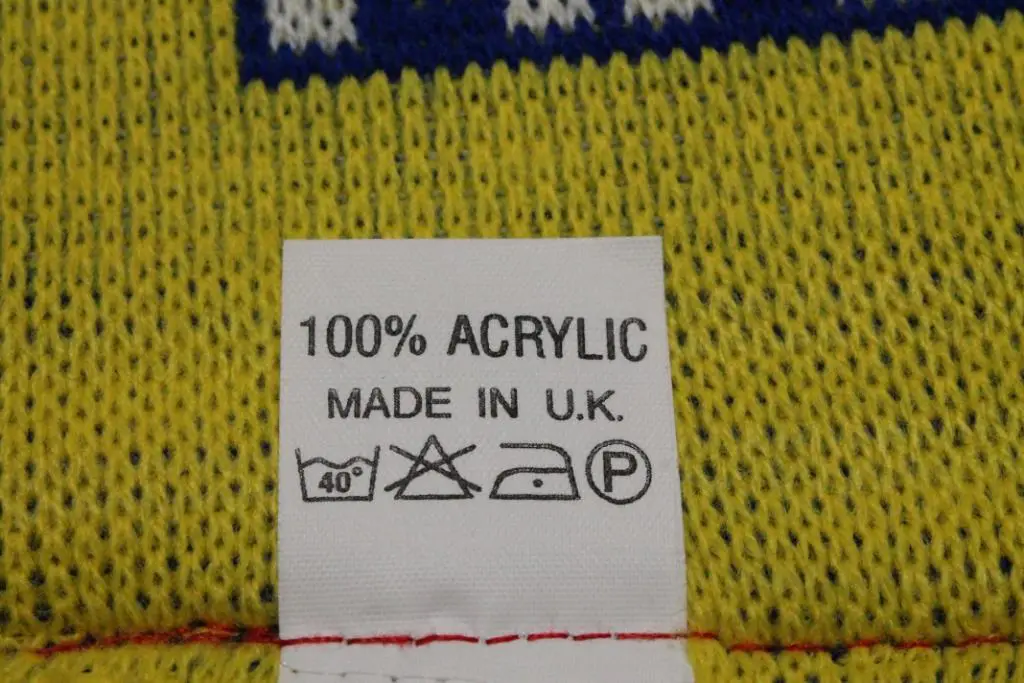 100% ACRYLIC
MADE IN U.K.
40° P